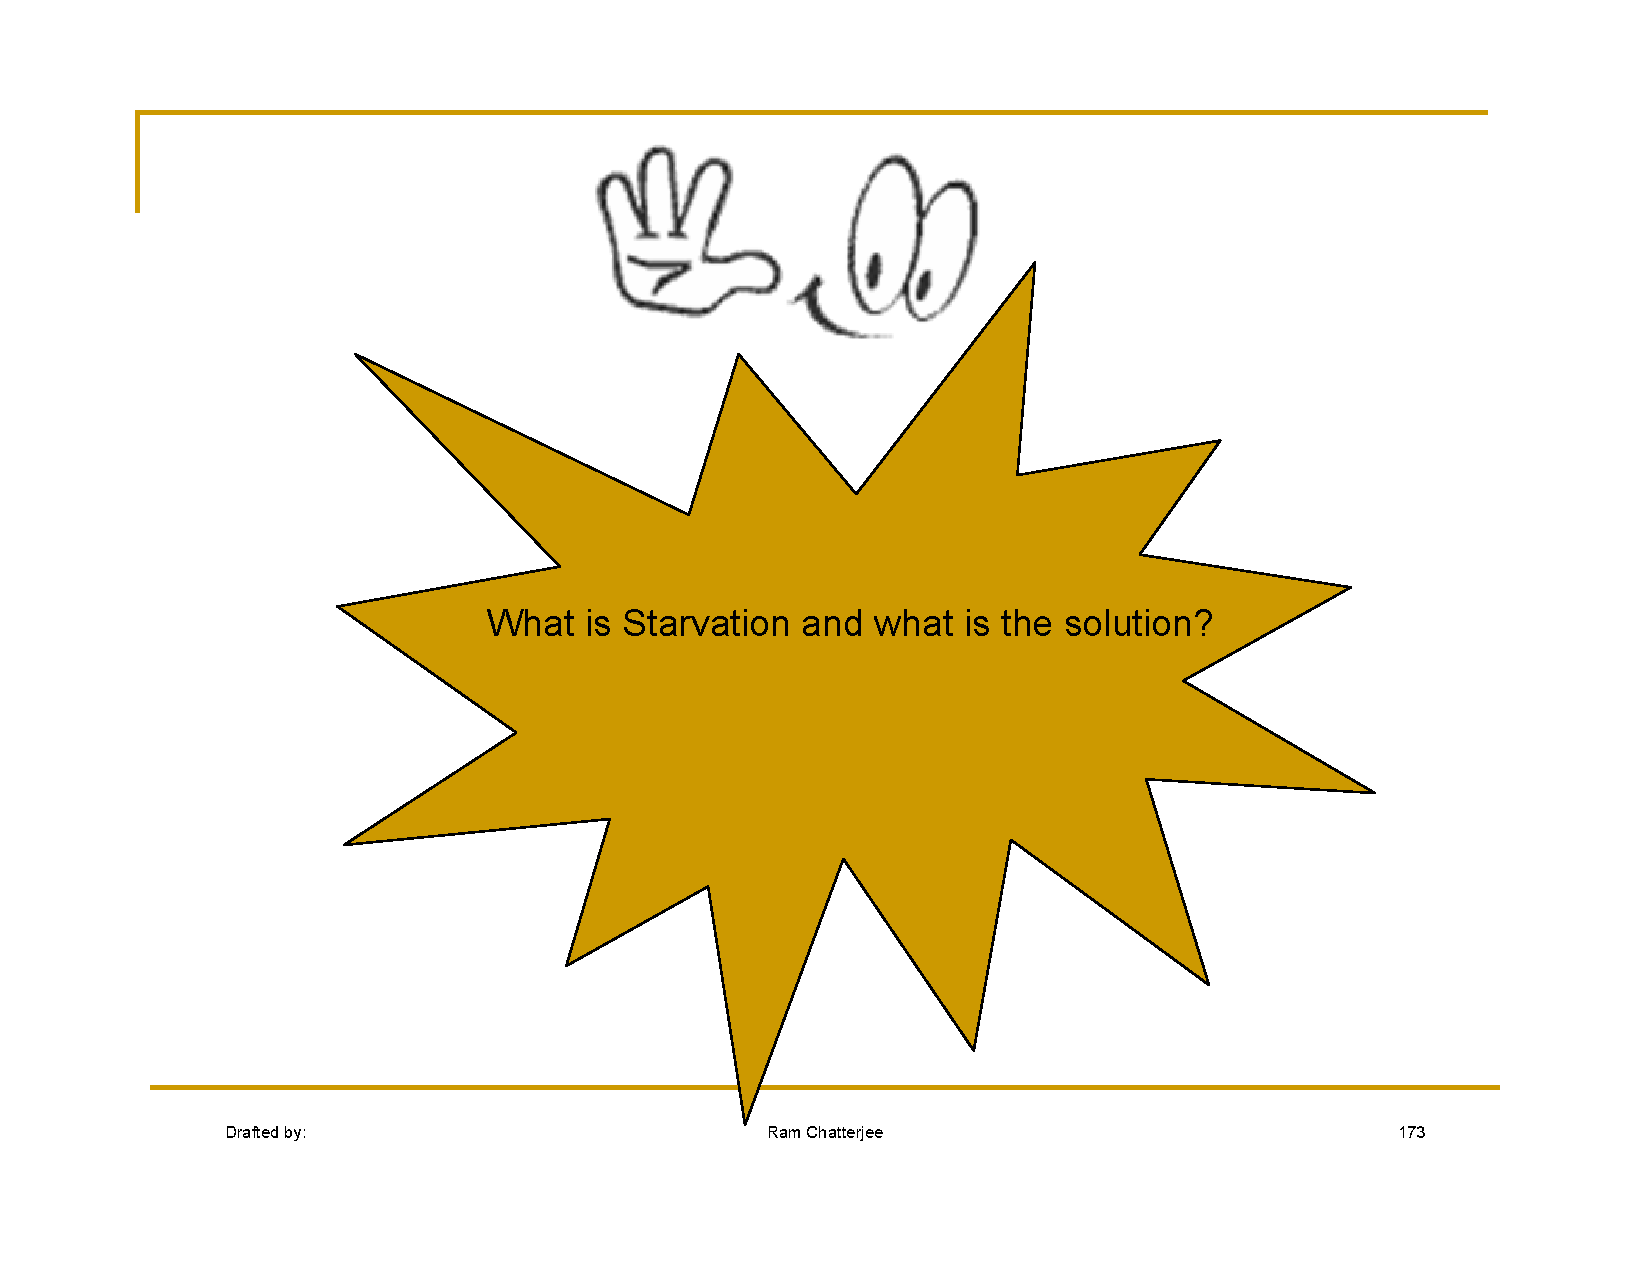 What is Starvation and what is the solution?
Drafted by:
Ram Chatterjee
173